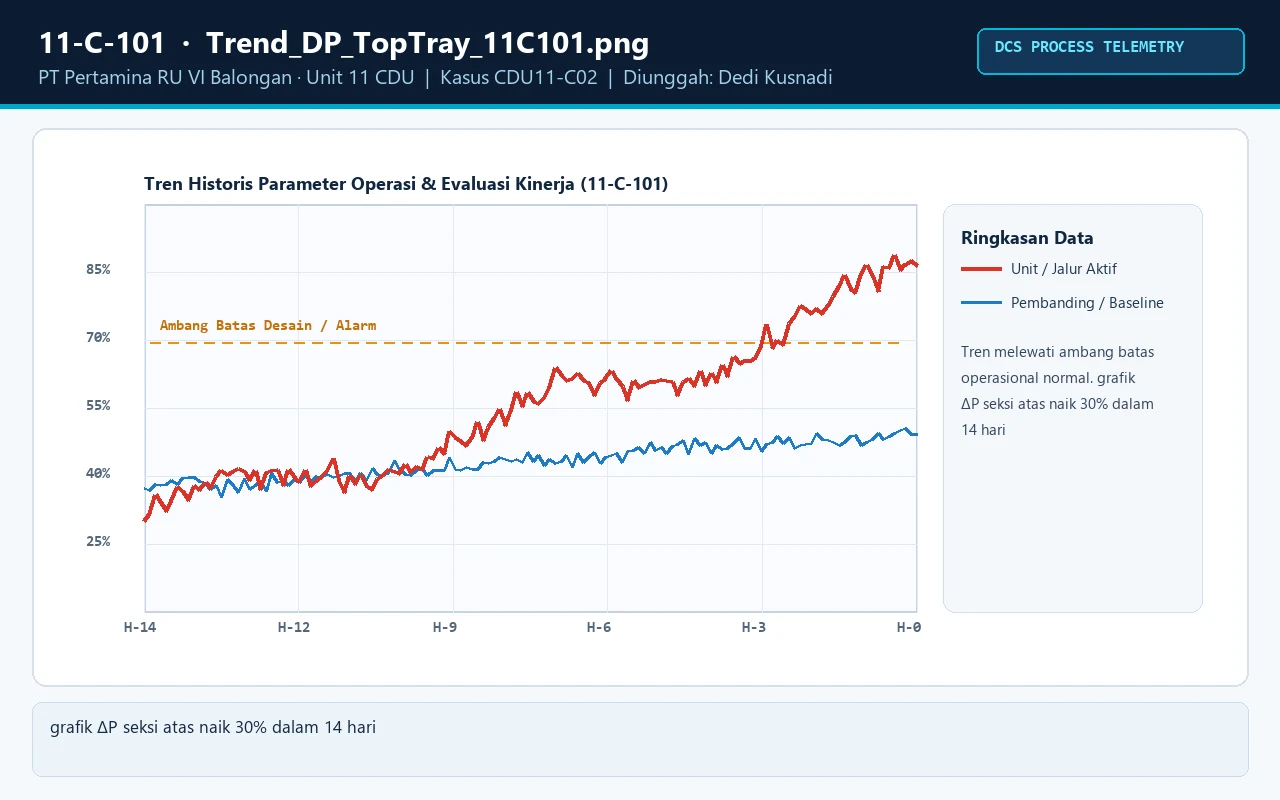 11-C-101 · Trend_DP_TopTray_11C101.png
PT Pertamina RU VI Balongan · Unit 11 CDU | Kasus CDU11-C02 | Diunggah: Dedi Kusnadi
DCS PROCESS TELEMETRY
Tren Historis Parameter Operasi & Evaluasi Kinerja (11-C-101)
85%
70%
55%
40%
25%
Ambang Batas Desain / Alarm
H-14
H-12
H-9
H-6
H-3
H-0
Ringkasan Data
Unit / Jalur Aktif
Pembanding / Baseline
Tren melewati ambang batas
operasional normal. grafik
ΔP seksi atas naik 30% dalam
14 hari
grafik ΔP seksi atas naik 30% dalam 14 hari